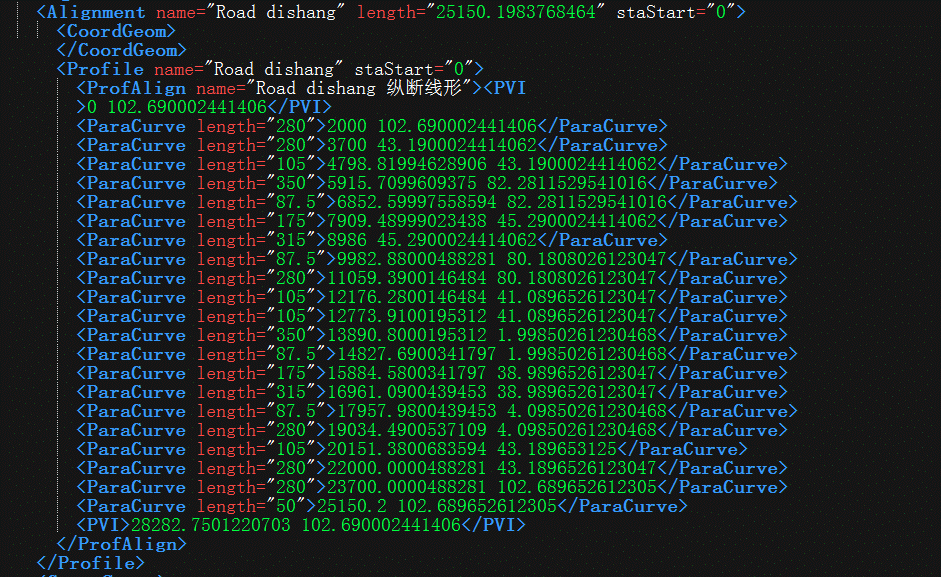 <Alignment name="Road dishang" length="25150.1983768464" staStart="0">
<CoordGeom>
</CoordGeom>
<Profile name="Road dishang" staStart="0">
<ProfAlign name="Road dishang 纵断线形"><PVI
>0 102.690002441406</PVI>
<ParaCurve length="280">2000 102.690002441406</ParaCurve>
<ParaCurve length="280">3700 43.1900024414062</ParaCurve>
<ParaCurve length="105">4798.81994628906 43.1900024414062</ParaCurve>
<ParaCurve length="350">5915.7099609375 82.2811529541016</ParaCurve>
<ParaCurve length="87.5">6852.59997558594 82.2811529541016</ParaCurve>
<ParaCurve length="175">7909.48999023438 45.2900024414062</ParaCurve>
<ParaCurve length="315">8986 45.2900024414062</ParaCurve>
<ParaCurve length="87.5">9982.88000488281 80.1808026123047</ParaCurve>
<ParaCurve length="280">11059.3900146484 80.1808026123047</ParaCurve>
<ParaCurve length="105">12176.2800146484 41.0896526123047</ParaCurve>
<ParaCurve length="105">12773.9100195312 41.0896526123047</ParaCurve>
<ParaCurve length="350">13890.8000195312 1.99850261230468</ParaCurve>
<ParaCurve length="87.5">14827.6900341797 1.99850261230468</ParaCurve>
<ParaCurve length="175">15884.5800341797 38.9896526123047</ParaCurve>
<ParaCurve length="315">16961.0900439453 38.9896526123047</ParaCurve>
<ParaCurve length="87.5">17957.9800439453 4.09850261230468</ParaCurve>
<ParaCurve length="280">19034.4900537109 4.09850261230468</ParaCurve>
<ParaCurve length="105">20151.3800683594 43.189653125</ParaCurve>
<ParaCurve length="280">22000.0000488281 43.1896526123047</ParaCurve>
<ParaCurve length="280">23700.0000488281 102.689652612305</ParaCurve>
<ParaCurve length="50">25150.2 102.689652612305</ParaCurve>
<PVI>28282.7501220703 102.690002441406</PVI>
</ProfAlign>
</Profile>